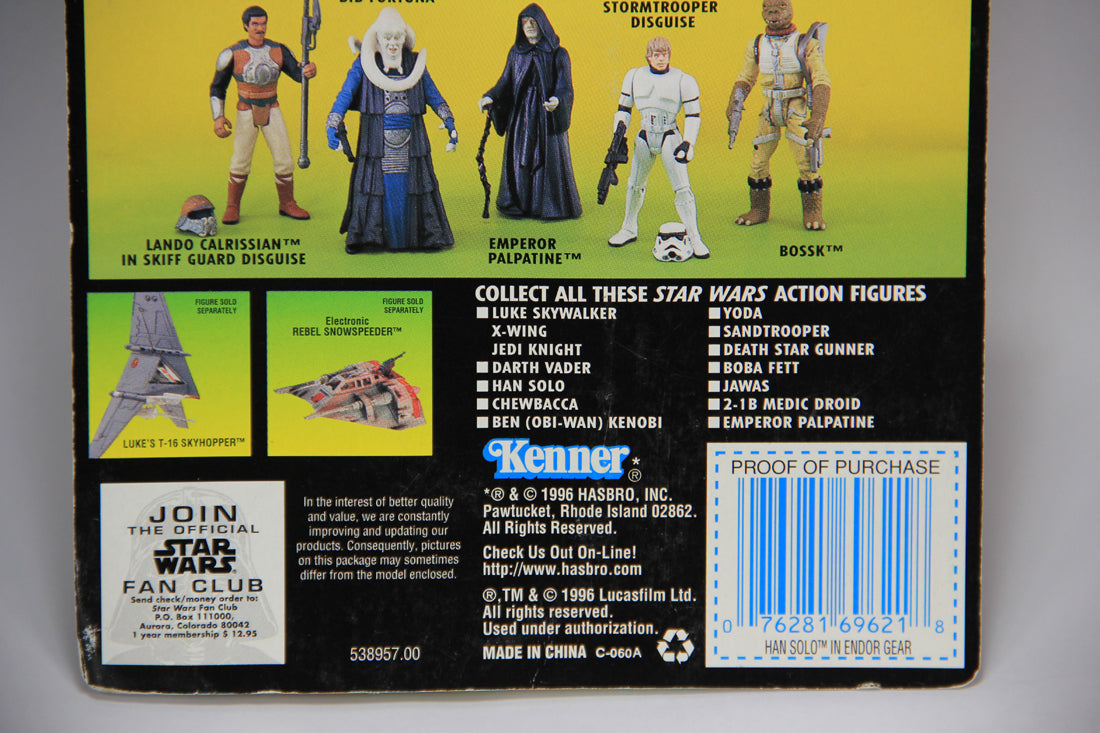 BIB FORTUNA
STORMTROOPER
DISGUISE
LANDO CALRISSIAN™
IN SKIFF GUARD DISGUISE
EMPEROR
PALPATINE™
BOSSK™
FIGURE SOLD
SEPARATELY
LUKE'S T-16 SKYHOPPER™
FIGURE SOLD
SEPARATELY
Electronic
REBEL SNOWSPEEDER™
COLLECT ALL THESE STAR WARS ACTION FIGURES
LUKE SKYWALKER
X-WING
JEDI KNIGHT
DARTH VADER
HAN SOLO
CHEWBACCA
BEN (OBI-WAN) KENOBI
YODA
SANDTROOPER
DEATH STAR GUNNER
BOBA FETT
JAWAS
2-1B MEDIC DROID
EMPEROR PALPATINE
JOIN
THE OFFICIAL
STAR
WARS
FAN CLUB
Send check/money order to:
Star Wars Fan Club
P.O. Box 111000,
Aurora, Colorado 80042
1 year membership $ 12.95
In the interest of better quality
and value, we are constantly
improving and updating our
products. Consequently, pictures
on this package may sometimes
differ from the model enclosed.
538957.00
Kenner*®
*® & © 1996 HASBRO, INC.
Pawtucket, Rhode Island 02862.
All Rights Reserved.
Check Us Out On-Line!
http://www.hasbro.com
®,TM & © 1996 Lucasfilm Ltd.
All rights reserved.
Used under authorization.
MADE IN CHINA C-060A
PROOF OF PURCHASE
0 76281 69621 8
HAN SOLO™ IN ENDOR GEAR